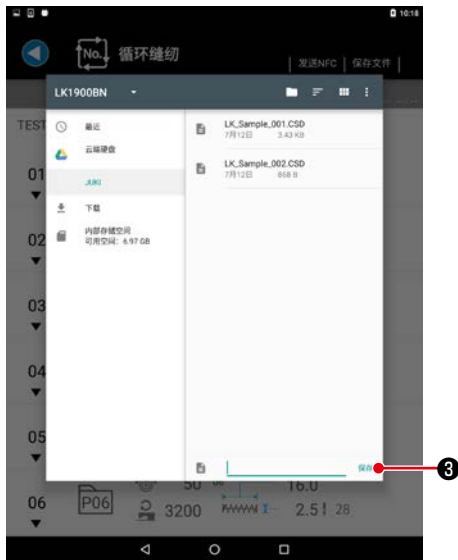 10:18
No. 循环缝纫
发送NFC 保存文件
LK1900BN
TEST
最近
云端硬盘
JUKI
下载
内部存储空间
可用空间：6.97 GB
LK_Sample_001.CSD
7月12日 3.43 KB
LK_Sample_002.CSD
7月12日 868 B
01
02
03
04
05
保存
3
50
16.0
06 P06 3200 2.5 28